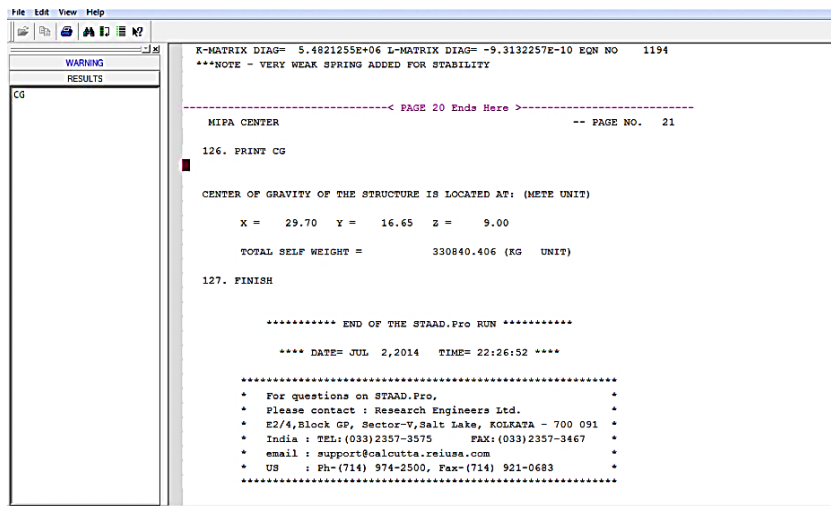 File Edit View Help
WARNING
RESULTS
CG
K-MATRIX DIAG= 5.4821255E+06 L-MATRIX DIAG= -9.3132257E-10 EQN NO 1194
***NOTE - VERY WEAK SPRING ADDED FOR STABILITY
-------------------------------< PAGE 20 Ends Here >---------------------------
MIPA CENTER -- PAGE NO. 21
126. PRINT CG
CENTER OF GRAVITY OF THE STRUCTURE IS LOCATED AT: (METE UNIT)
X = 29.70 Y = 16.65 Z = 9.00
TOTAL SELF WEIGHT = 330840.406 (KG UNIT)
127. FINISH
*********** END OF THE STAAD.Pro RUN ***********
**** DATE= JUL 2,2014 TIME= 22:26:52 ****
************************************************************
* For questions on STAAD.Pro, *
* Please contact : Research Engineers Ltd. *
* E2/4,Block GP, Sector-V,Salt Lake, KOLKATA - 700 091 *
* India : TEL:(033)2357-3575 FAX:(033)2357-3467 *
* email : support@calcutta.reiusa.com *
* US : Ph-(714) 974-2500, Fax-(714) 921-0683 *
************************************************************